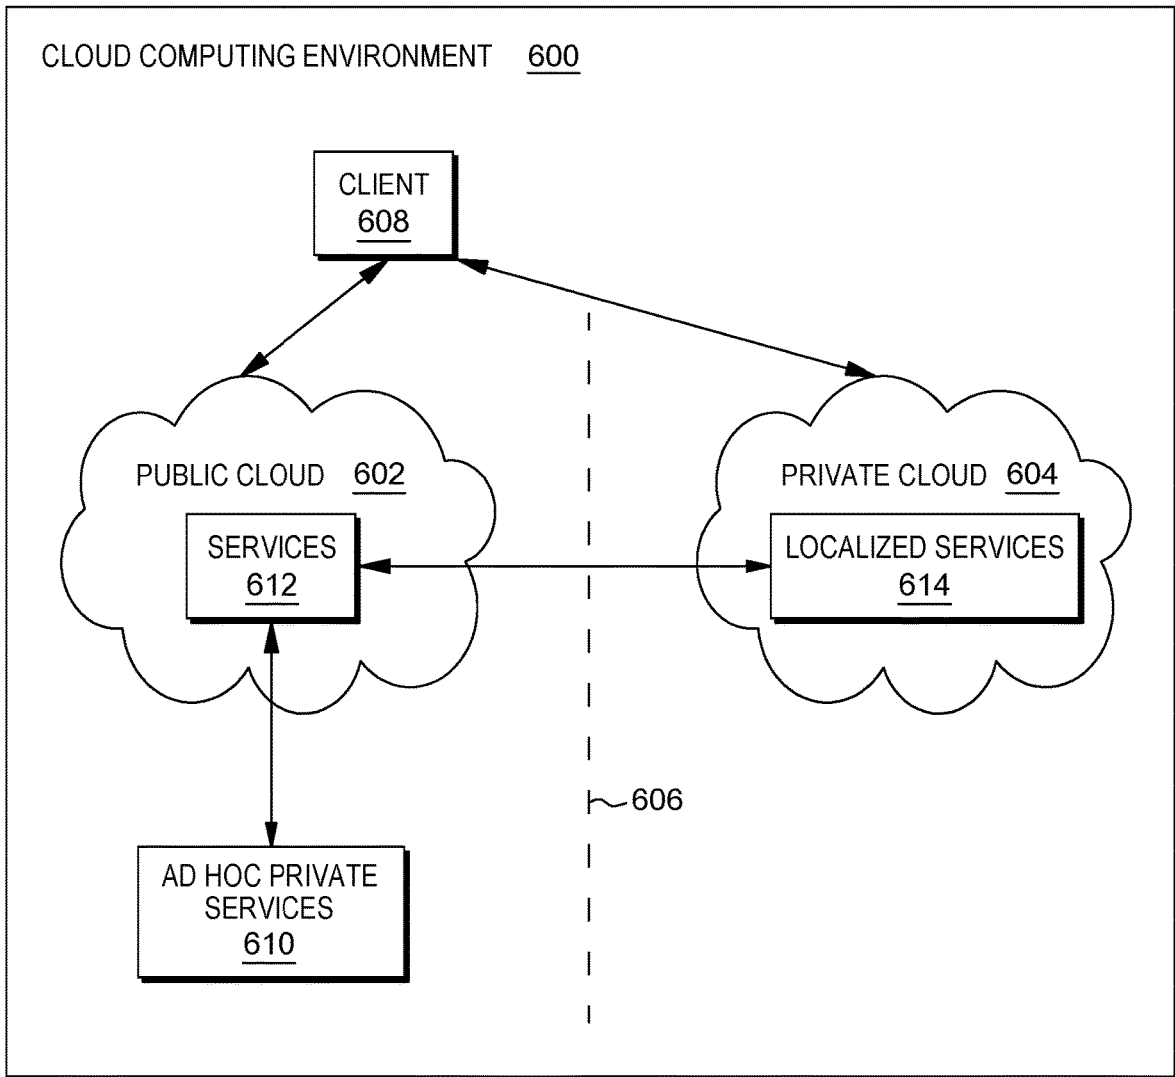 CLOUD COMPUTING ENVIRONMENT 600
CLIENT
608
PUBLIC CLOUD 602
SERVICES
612
PRIVATE CLOUD 604
LOCALIZED SERVICES
614
606
AD HOC PRIVATE
SERVICES
610